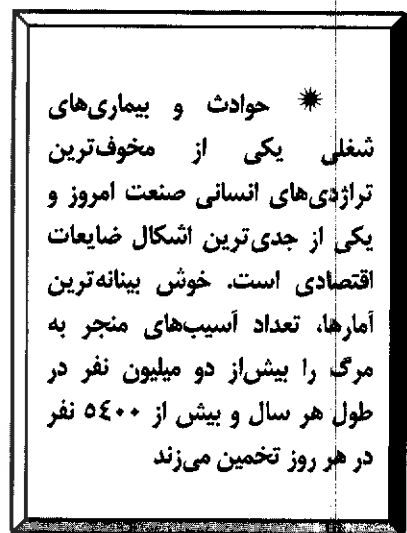 ✷ حوادث و بیماری‌های
شغلی یکی از مخوف‌ترین
تراژدی‌های انسانی صنعت امروز و
یکی از جدی‌ترین اشکال ضایعات
اقتصادی است. خوش بینانه‌ترین
آمارها، تعداد آسیب‌های منجر به
مرگ را بیش‌از دو میلیون نفر در
طول هر سال و بیش از ٥٤٠٠ نفر
در هر روز تخمین می‌زند